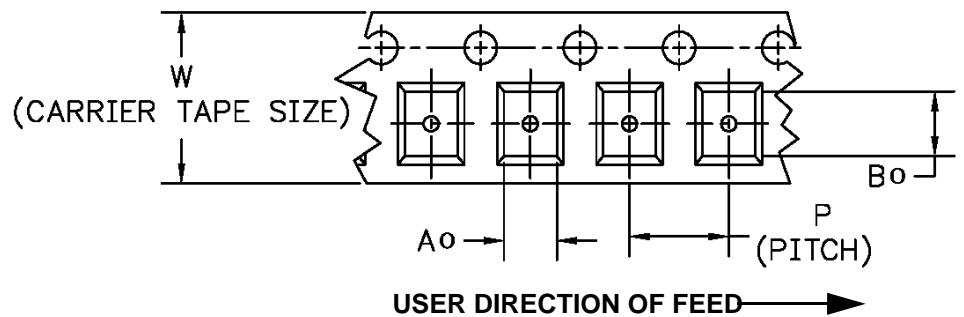 W
(CARRIER TAPE SIZE)
Bo
Ao
P
(PITCH)
USER DIRECTION OF FEED